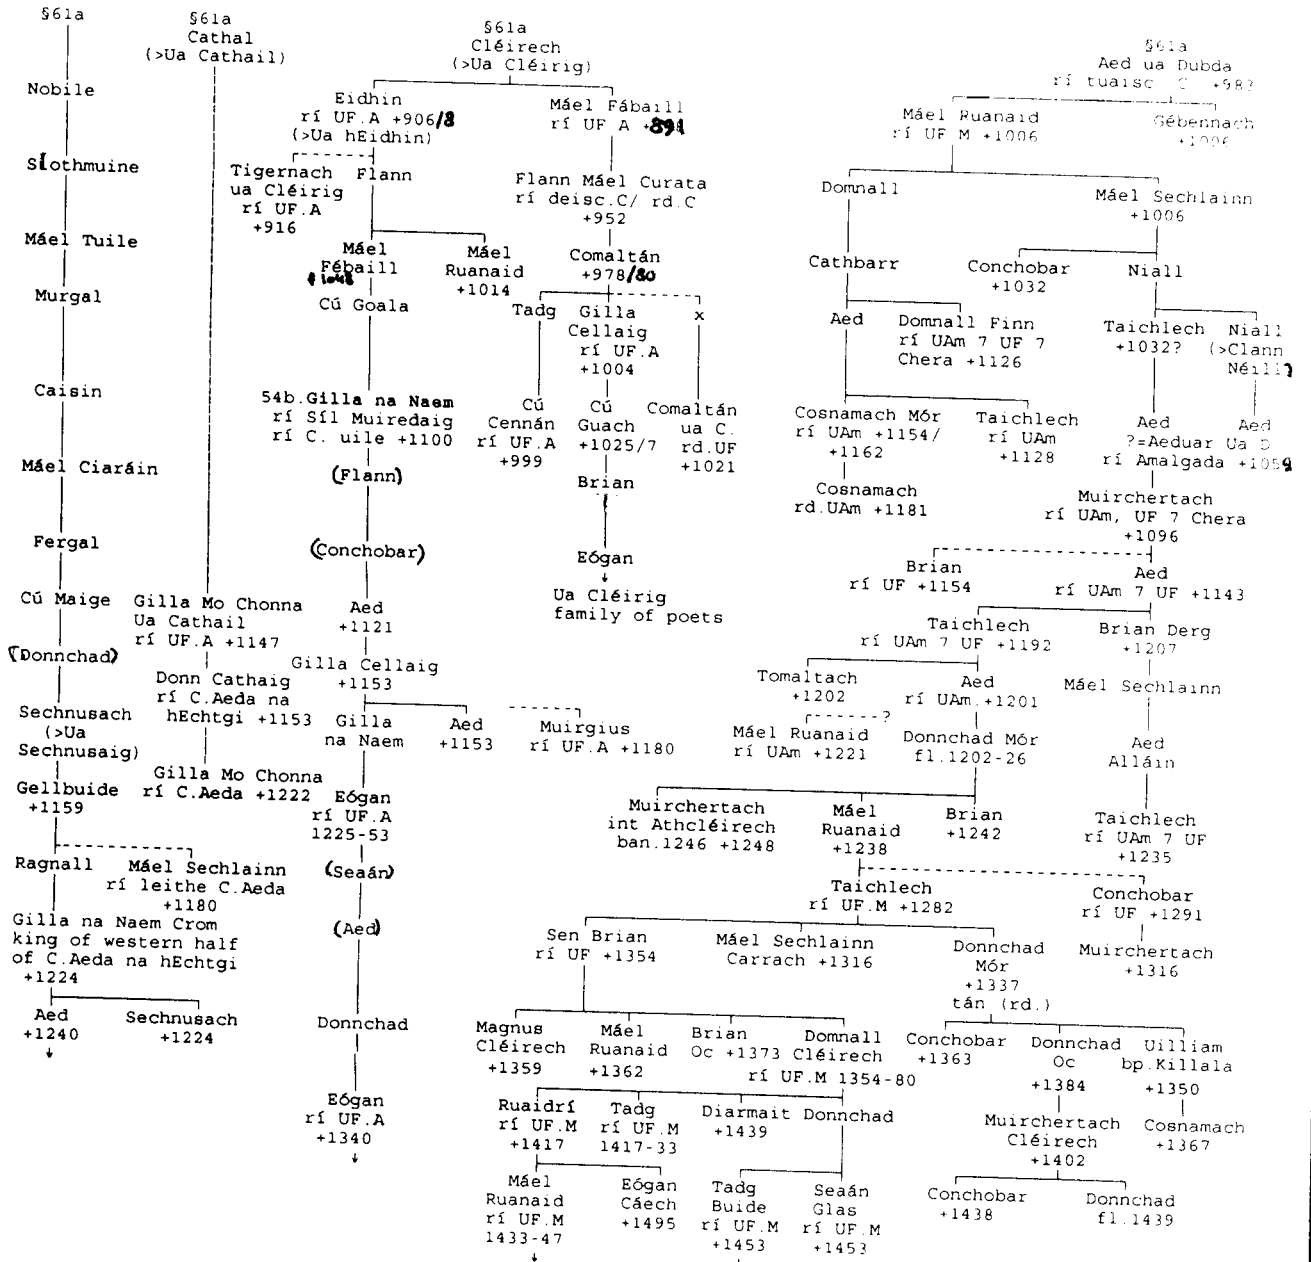 §61a
Nobile
Slothmuine
Máel Tuile
Murgal
Caisin
Máel Ciaráin
Fergal
Cú Maige
(Donnchad)
Sechnusach
(>Ua
Sechnusaig)
Gellbuide
+1159
Ragnall
Máel Sechlainn
rí leithe C.Aeda
+1180
Gilla na Naem Crom
king of western half
of C.Aeda na hEchtgi
+1224
Aed
+1240
Sechnusach
+1224
§61a
Cathal
(>Ua Cathail)
Gilla Mo Chonna
Ua Cathail
rí UF.A +1147
Donn Cathaig
rí C.Aeda na
hEchtgi +1153
Gilla Mo Chonna
rí C.Aeda +1222
§61a
Cléirech
(>Ua Cléirig)
Eidhin
rí UF.A +906/8
(>Ua hEidhin)
Máel Fábaill
rí UF A +891
Tigernach
ua Cléirig
rí UF.A
+916
Flann
Flann Máel Curata
rí deisc.C/ rd.C
+952
Máel
Fébaill
+1048
Máel
Ruanaid
+1014
Comaltán
+978/80
Cú Goala
Tadg
Gilla
Cellaig
rí UF.A
+1004
x
54b.Gilla na Naem
rí Síl Muiredaig
rí C. uile +1100
Cú
Cennán
rí UF.A
+999
Cú
Guach
+1025/7
Comaltán
ua C.
rd.UF
+1021
(Flann)
Brian
(Conchobar)
Eógan
Ua Cléirig
family of poets
Aed
+1121
Gilla Cellaig
+1153
Gilla
na Naem
Aed
+1153
Muirgius
rí UF.A +1180
Eógan
rí UF.A
1225-53
(Seaán)
(Aed)
Donnchad
Eógan
rí UF.A
+1340
§61a
Aed ua Dubda
rí tuaisc C +983
Máel Ruanaid
rí UF M +1006
Gébennach
+1006
Domnall
Máel Sechlainn
+1006
Cathbarr
Conchobar
+1032
Niall
Aed
Domnall Finn
rí UAm 7 UF 7
Chera +1126
Taichlech
+1032?
Niall
(>Clann
Néill)
Cosnamach Mór
rí UAm +1154/
+1162
Taichlech
rí UAm
+1128
Aed
?=Aeduar Ua D
rí Amalgada +1059
Aed
Cosnamach
rd.UAm +1181
Muirchertach
rí UAm, UF 7 Chera
+1096
Brian
rí UF +1154
Aed
rí UAm 7 UF +1143
Taichlech
rí UAm 7 UF +1192
Brian Derg
+1207
Tomaltach
+1202
Aed
rí UAm.+1201
Máel Sechlainn
?
Máel Ruanaid
rí UAm +1221
Donnchad Mór
fl.1202-26
Aed
Alláin
Muirchertach
int Athcléirech
ban.1246 +1248
Máel
Ruanaid
+1238
Brian
+1242
Taichlech
rí UAm 7 UF
+1235
Taichlech
rí UF.M +1282
Conchobar
rí UF +1291
Sen Brian
rí UF +1354
Máel Sechlainn
Carrach +1316
Donnchad
Mór
+1337
tán (rd.)
Muirchertach
+1316
Magnus
Cléirech
+1359
Máel
Ruanaid
+1362
Brian
Oc +1373
Domnall
Cléirech
rí UF.M 1354-80
Conchobar
+1363
Donnchad
Oc
+1384
Uilliam
bp.Killala
+1350
Ruaidrí
rí UF.M
+1417
Tadg
rí UF.M
1417-33
Diarmait
+1439
Donnchad
Muirchertach
Cléirech
+1402
Cosnamach
+1367
Máel
Ruanaid
rí UF.M
1433-47
Eógan
Cáech
+1495
Tadg
Buide
rí UF.M
+1453
Seaán
Glas
rí UF.M
+1453
Conchobar
+1438
Donnchad
fl.1439